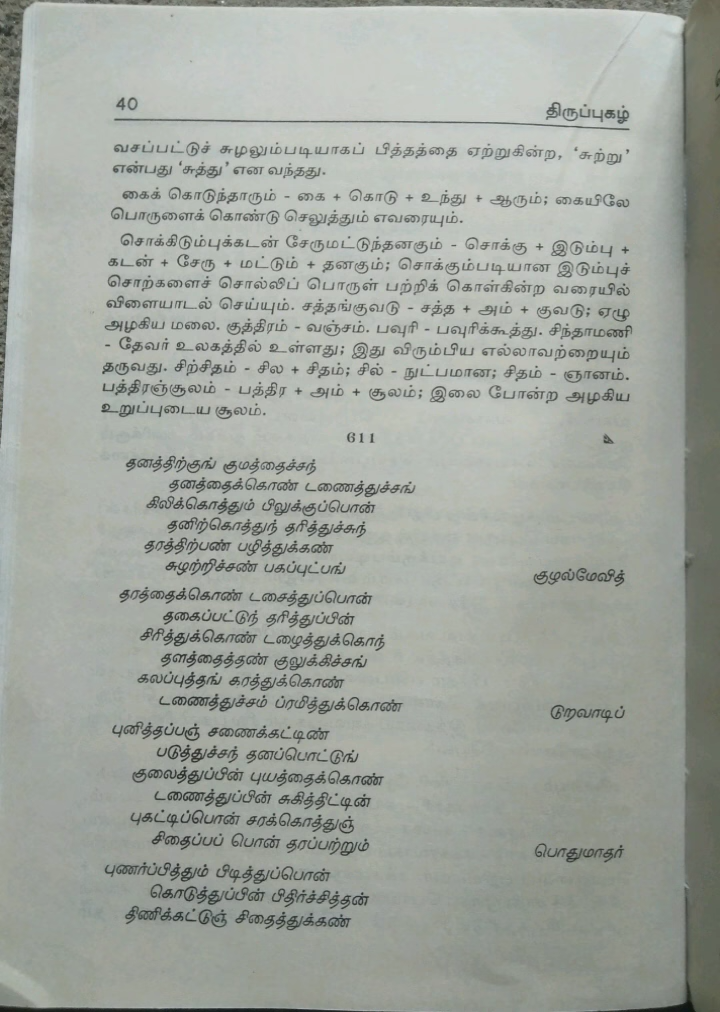 40 திருப்புகழ்
வசப்பட்டுச் சுழலும்படியாகப் பித்தத்தை ஏற்றுகின்ற, ‘சுற்று’
என்பது ‘சுத்து’ என வந்தது.
கைக் கொடுந்தாரும் - கை + கொடு + உந்து + ஆரும்; கையிலே
பொருளைக் கொண்டு செலுத்தும் எவரையும்.
சொக்கிடும்புக்கடன் சேருமட்டுந்தனகும் - சொக்கு + இடும்பு +
கடன் + சேரு + மட்டும் + தனகும்; சொக்கும்படியான இடும்புச்
சொற்களைச் சொல்லிப் பொருள் பற்றிக் கொள்கின்ற வரையில்
விளையாடல் செய்யும். சத்தங்குவடு - சத்த + அம் + குவடு; ஏழு
அழகிய மலை. குத்திரம் - வஞ்சம். பவுரி - பவுரிக்கூத்து. சிந்தாமணி
- தேவர் உலகத்தில் உள்ளது; இது விரும்பிய எல்லாவற்றையும்
தருவது. சிற்சிதம் - சில + சிதம்; சில் - நுட்பமான; சிதம் - ஞானம்.
பத்திரஞ்சூலம் - பத்திர + அம் + சூலம்; இலை போன்ற அழகிய
உறுப்புடைய சூலம்.
611
தனத்திற்குங் குமத்தைச்சந்
தனத்தைக்கொண் டணைத்துச்சங்
கிலிக்கொத்தும் பிலுக்குப்பொன்
தனிற்கொத்துந் தரித்துச்சுந்
தரத்திற்பண் பழித்துக்கண்
சுழற்றிச்சண் பகப்புட்பங் குழல்மேவித்
தரத்தைக்கொண் டசைத்துப்பொன்
தகைப்பட்டுந் தரித்துப்பின்
சிரித்துக்கொண் டழைத்துக்கொந்
தளத்தைத்தண் குலுக்கிச்சங்
கலப்புத்தங் கரத்துக்கொண்
டணைத்துச்சம் ப்ரமித்துக்கொண் டுறவாடிப்
புனித்தப்பஞ் சணைக்கட்டிண்
படுத்துச்சந் தனப்பொட்டுங்
குலைத்துப்பின் புயத்தைக்கொண்
டணைத்துப்பின் சுகித்திட்டின்
புகட்டிப்பொன் சரக்கொத்துஞ்
சிதைப்பப் பொன் தரப்பற்றும் பொதுமாதர்
புணர்ப்பித்தும் பிடித்துப்பொன்
கொடுத்துப்பின் பிதிர்ச்சித்தன்
திணிக்கட்டுஞ் சிதைத்துக்கண்